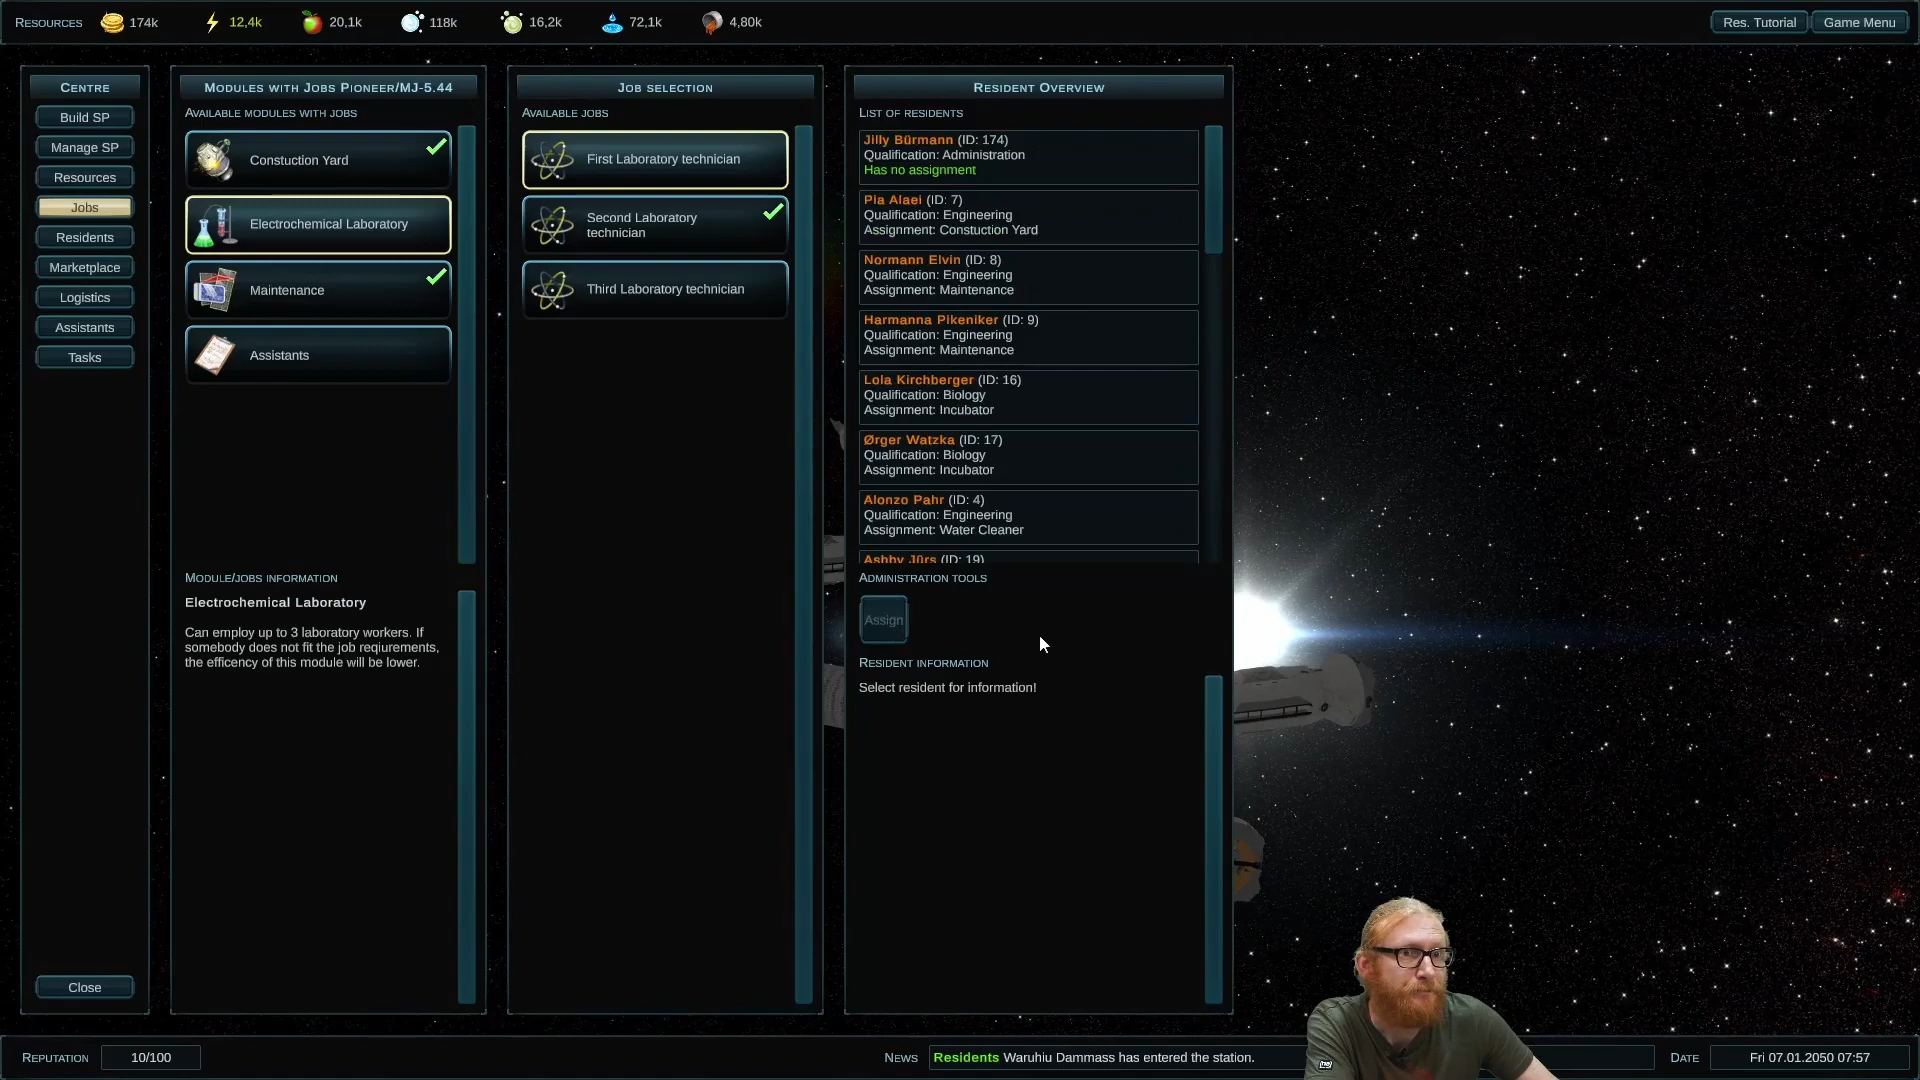 RESOURCES 174k 12,4k 20,1k 118k 16,2k 72,1k 4,80k Res. Tutorial Game Menu
CENTRE
Build SP
Manage SP
Resources
Jobs
Residents
Marketplace
Logistics
Assistants
Tasks
Close
MODULES WITH JOBS PIONEER/MJ-5.44
AVAILABLE MODULES WITH JOBS
Constuction Yard
Electrochemical Laboratory
Maintenance
Assistants
MODULE/JOBS INFORMATION
Electrochemical Laboratory
Can employ up to 3 laboratory workers. If
somebody does not fit the job reqiurements,
the efficency of this module will be lower.
JOB SELECTION
AVAILABLE JOBS
First Laboratory technician
Second Laboratory
technician
Third Laboratory technician
RESIDENT OVERVIEW
LIST OF RESIDENTS
Jilly Bürmann (ID: 174)
Qualification: Administration
Has no assignment
Pia Alaei (ID: 7)
Qualification: Engineering
Assignment: Constuction Yard
Normann Elvin (ID: 8)
Qualification: Engineering
Assignment: Maintenance
Harmanna Pikeniker (ID: 9)
Qualification: Engineering
Assignment: Maintenance
Lola Kirchberger (ID: 16)
Qualification: Biology
Assignment: Incubator
Ørger Watzka (ID: 17)
Qualification: Biology
Assignment: Incubator
Alonzo Pahr (ID: 4)
Qualification: Engineering
Assignment: Water Cleaner
Ashby Jürs (ID: 19)
ADMINISTRATION TOOLS
Assign
RESIDENT INFORMATION
Select resident for information!
REPUTATION 10/100 NEWS Residents Waruhiu Dammass has entered the station. DATE Fri 07.01.2050 07:57